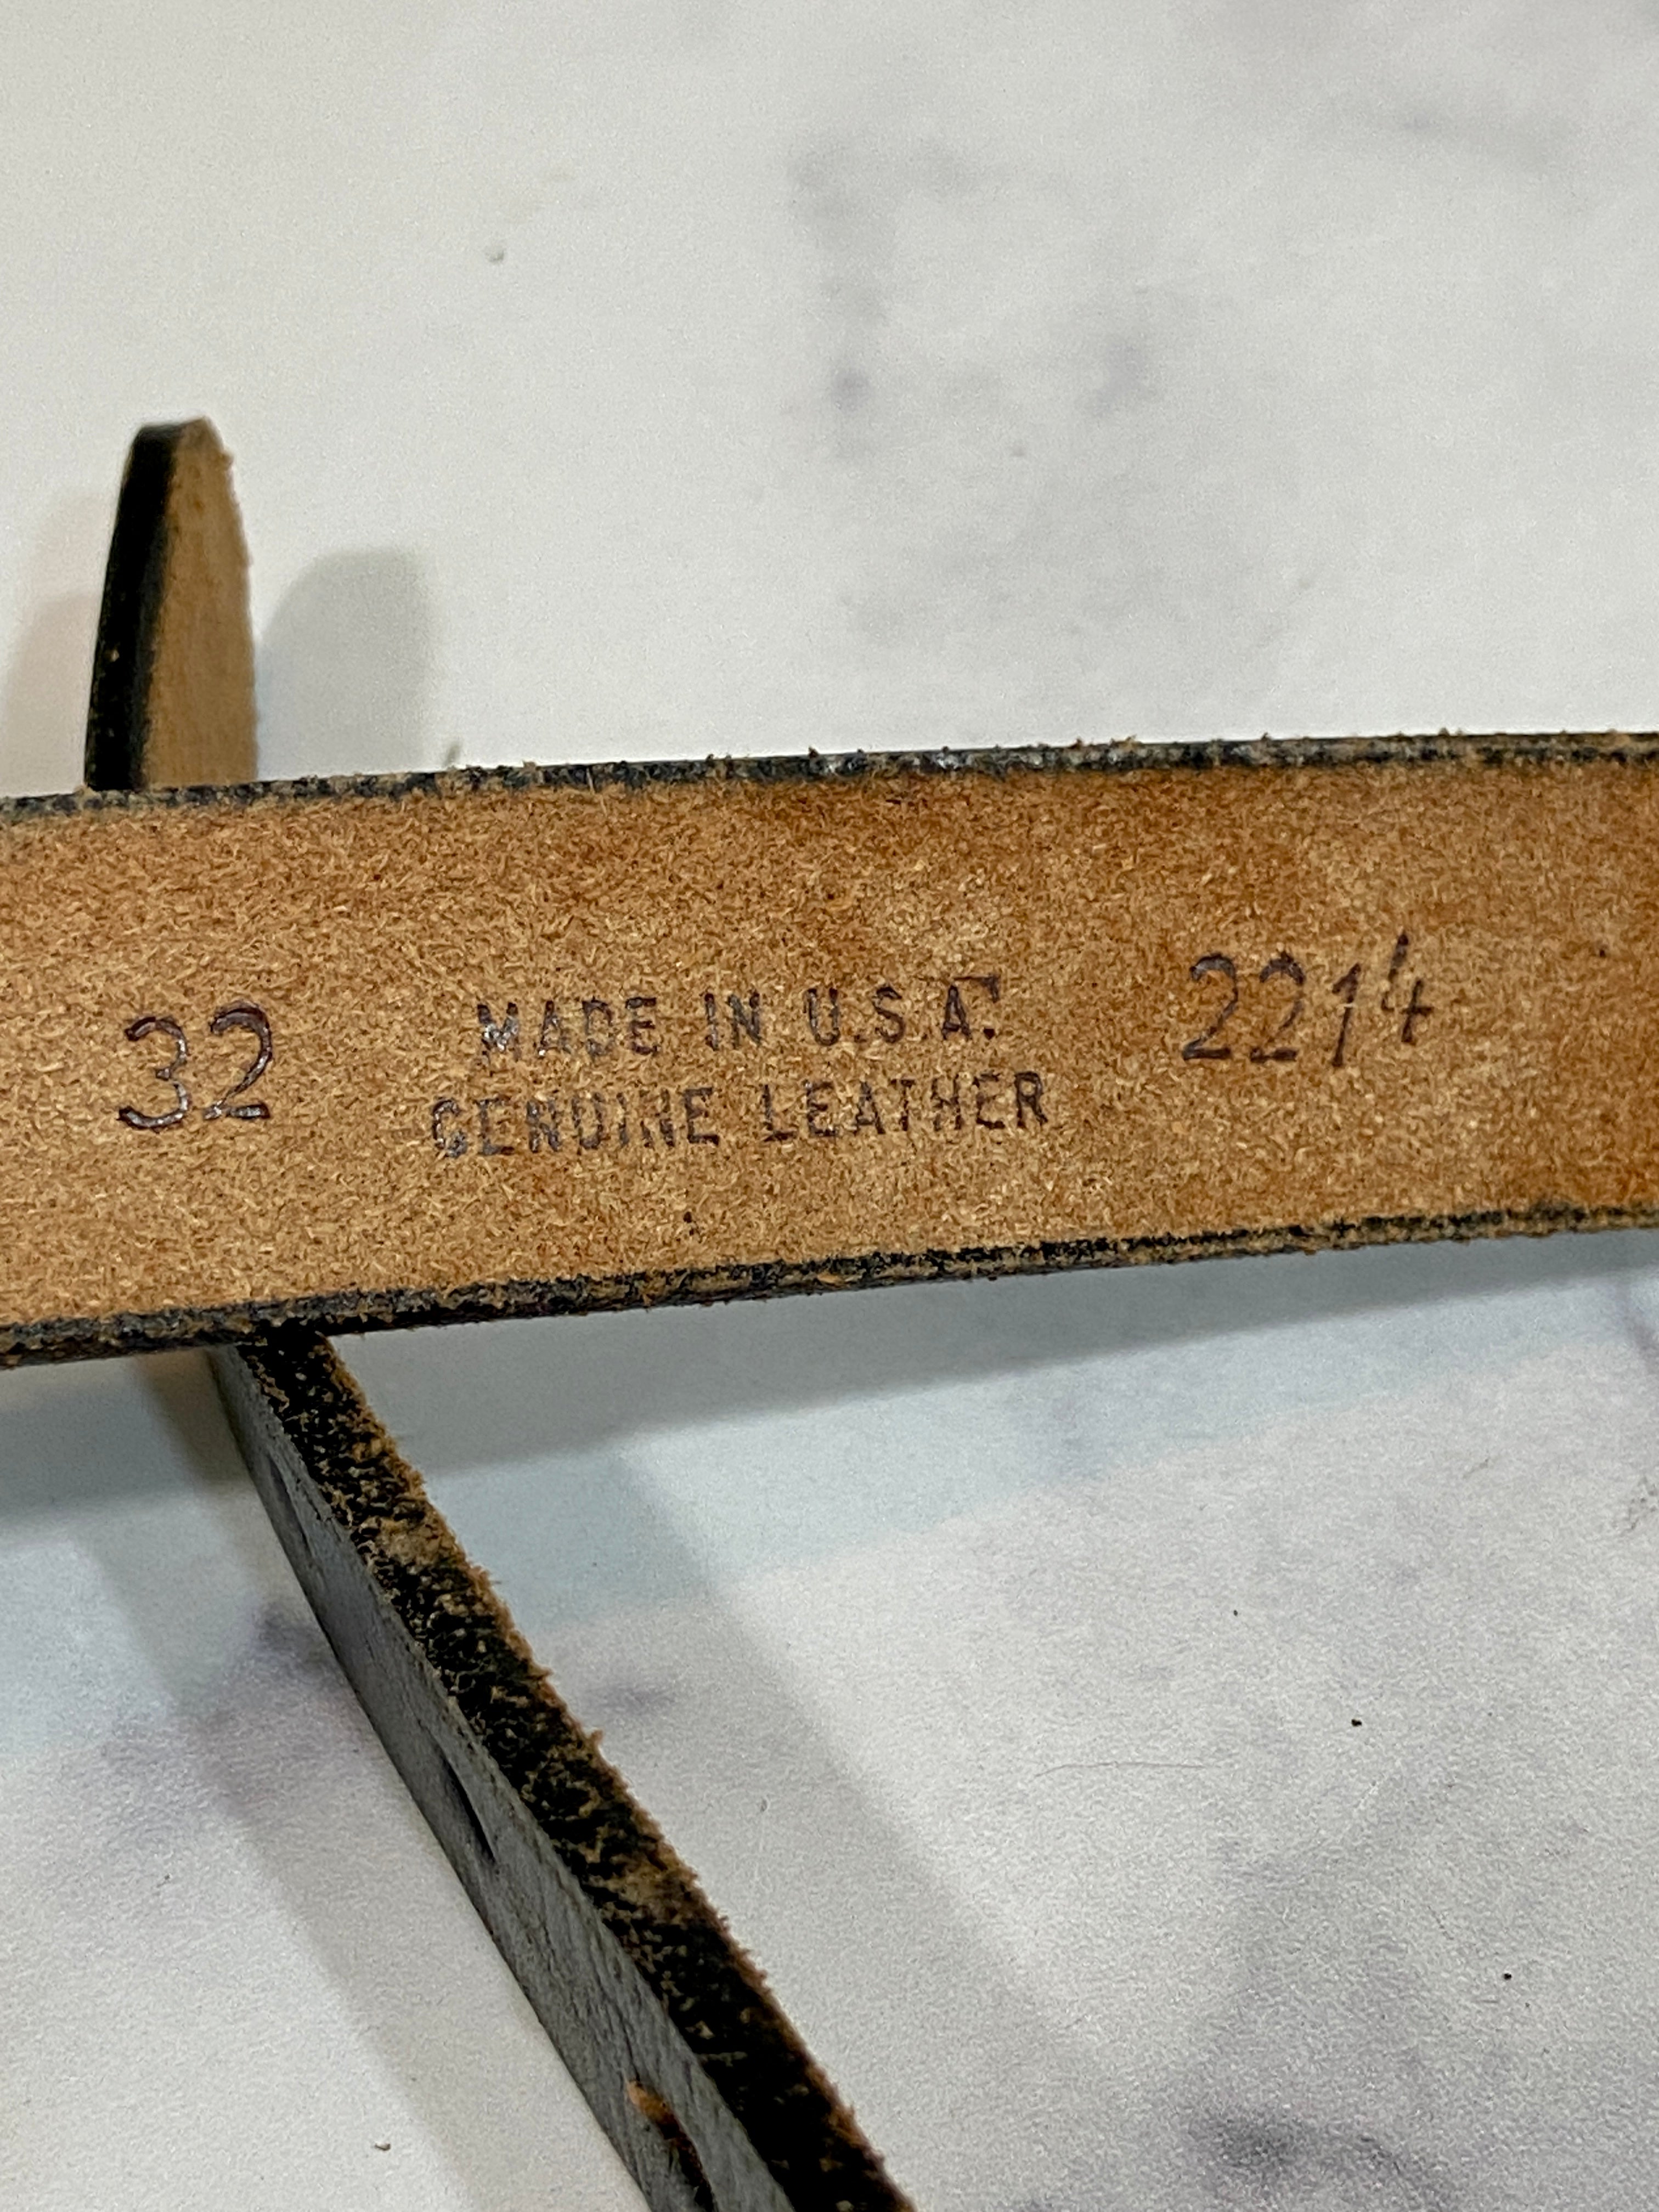 32
MADE IN U.S.A.
GENUINE LEATHER
2214